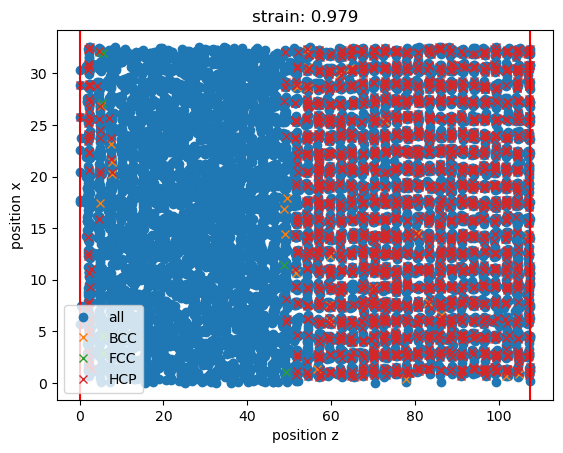 strain: 0.979
position x
30
25
20
15
10
5
0
all
BCC
FCC
HCP
0 20 40 60 80 100
position z